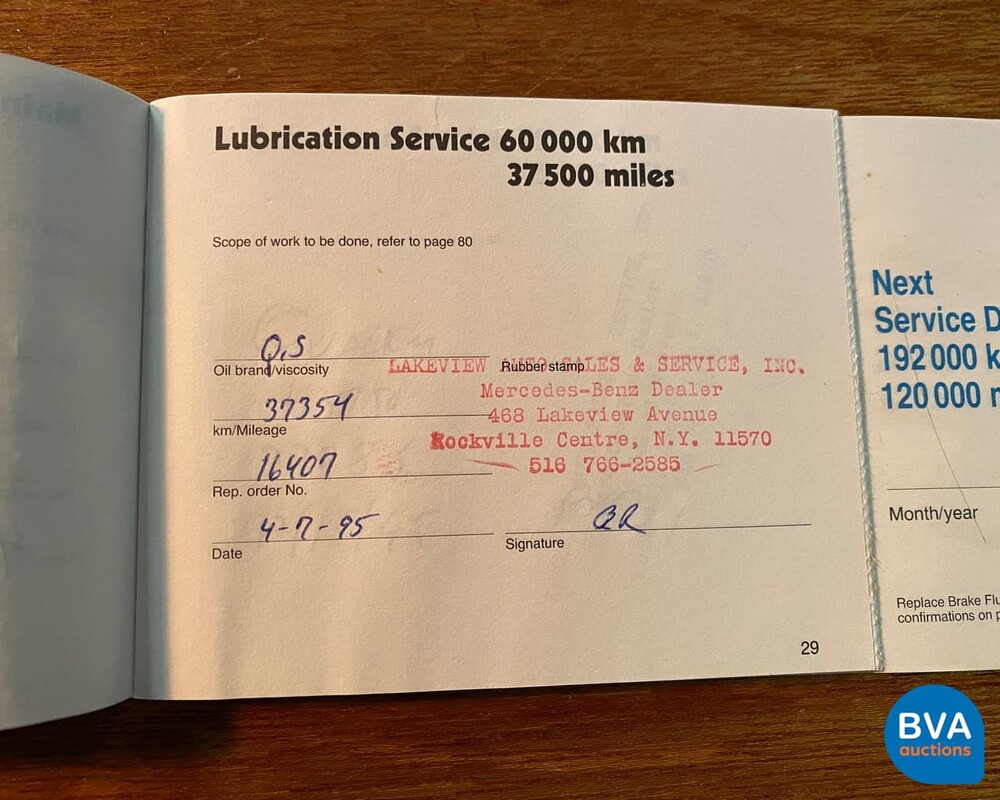 Lubrication Service 60 000 km
37 500 miles
Scope of work to be done, refer to page 80
Q.S
Oil brand/viscosity
37354
km/Mileage
16407
Rep. order No.
4-7-95
Date
Rubber stamp
LAKEVIEW AUTO SALES & SERVICE, INC.
Mercedes-Benz Dealer
468 Lakeview Avenue
Rockville Centre, N.Y. 11570
516 766-2585
Signature
29
Next
Service D
192 000 k
120 000 m
Month/year
Replace Brake Flu
confirmations on p
BVA
auctions